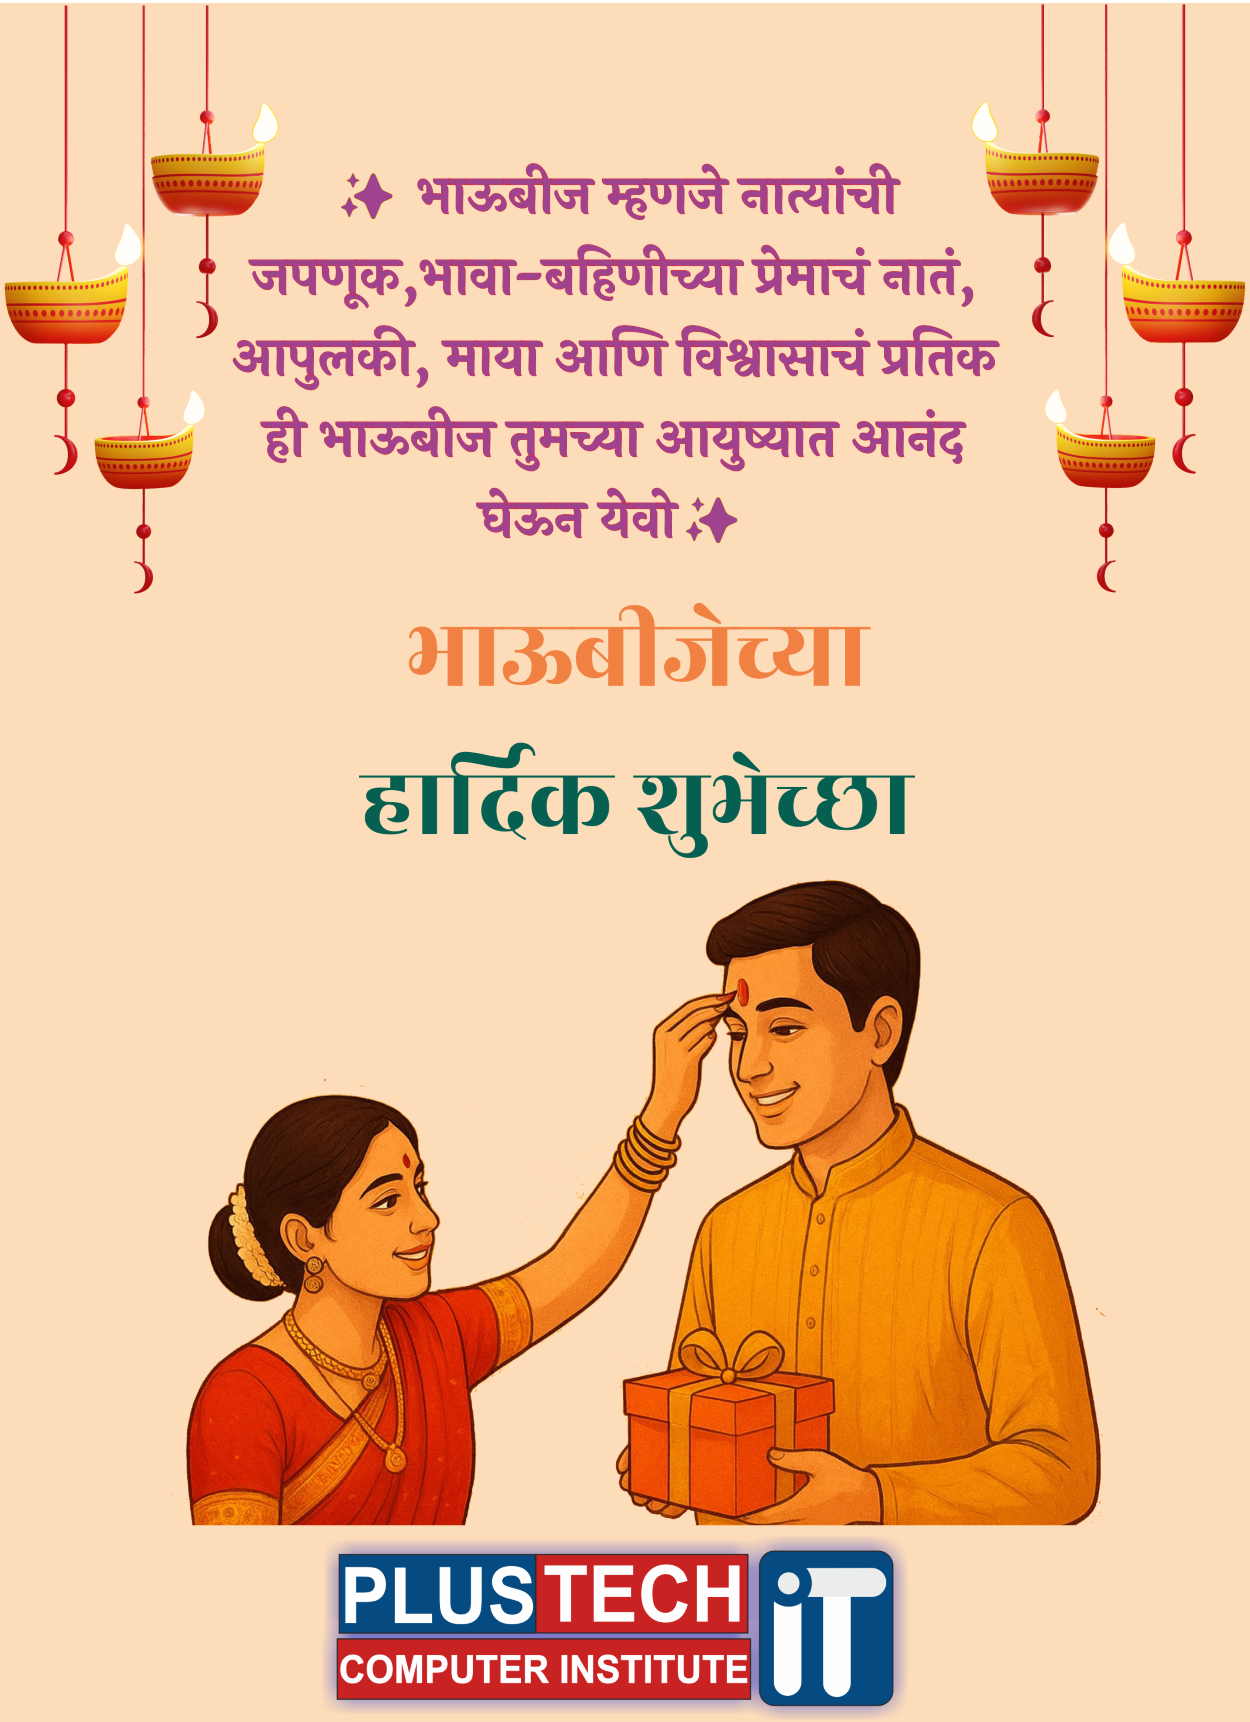 ✨ भाऊबीज म्हणजे नात्यांची
जपणूक,भावा-बहिणीच्या प्रेमाचं नातं,
आपुलकी, माया आणि विश्वासाचं प्रतिक
ही भाऊबीज तुमच्या आयुष्यात आनंद
घेऊन येवो ✨
भाऊबीजेच्या
हार्दिक शुभेच्छा
PLUSTECH
COMPUTER INSTITUTE
iT